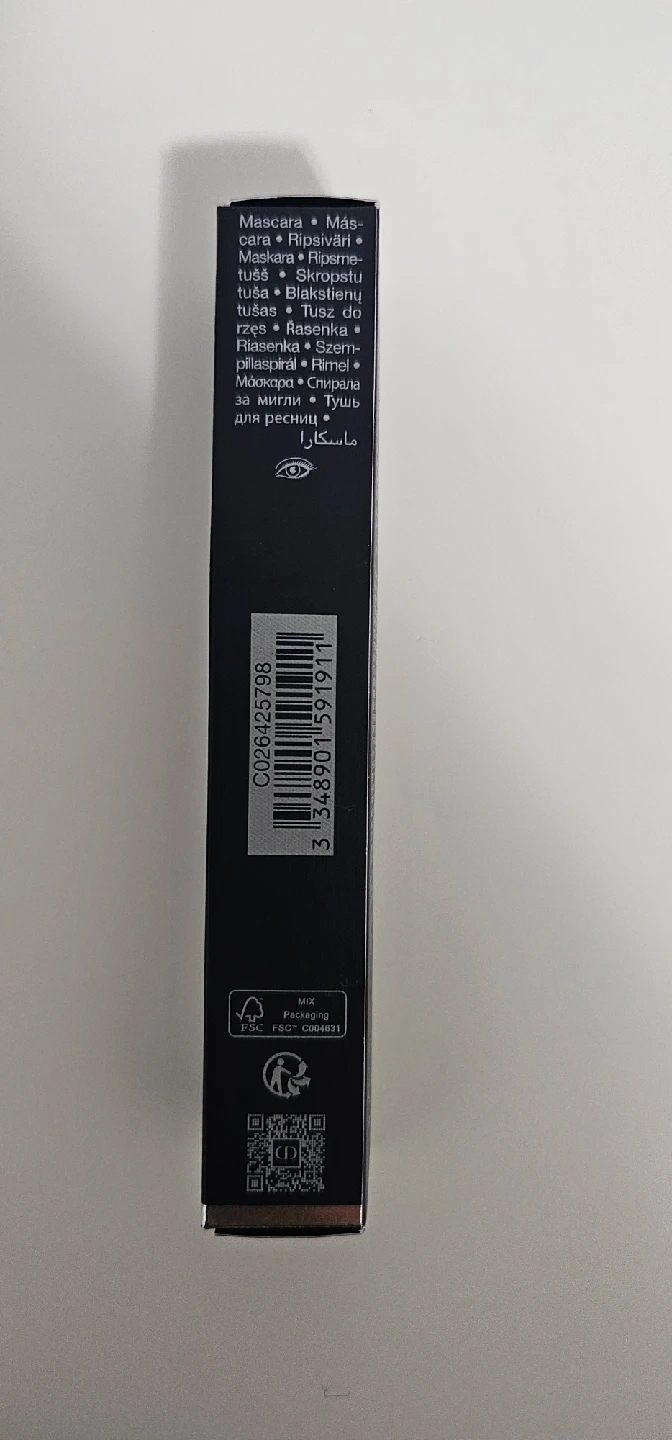 Mascara • Más-
cara • Ripsiväri •
Maskara • Ripsme-
tušš • Skropstu
tuša • Blakstienų
tušas • Tusz do
rzęs • Řasenka •
Riasenka • Szem-
pillaspirál • Rimel •
Μάσκαρα • Спирала
за мигли • Тушь
для ресниц •
ماسكارا
C026425798
3 348901 591911
MIX
Packaging
FSC FSC™ C004631